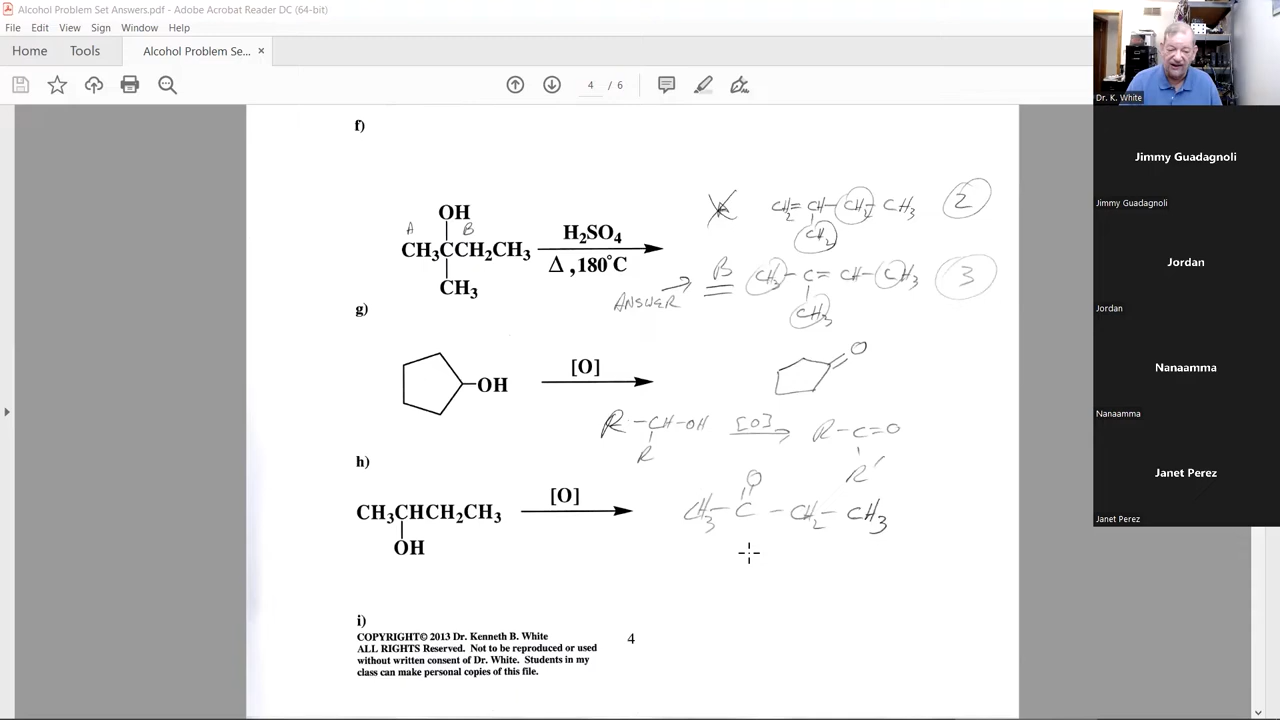 Alcohol Problem Set Answers.pdf - Adobe Acrobat Reader DC (64-bit)
File Edit View Sign Window Help
Home Tools Alcohol Problem Se... ×
4 / 6
Dr. K. White
Jimmy Guadagnoli
Jimmy Guadagnoli
Jordan
Jordan
Nanaamma
Nanaamma
Janet Perez
Janet Perez
f)
CH2=CH-CH2-CH3 2
CH2
OH
A B
CH3CCH2CH3
CH3
H2SO4
Δ ,180°C
ANSWER → B CH3-C=CH-CH3 3
CH3
g)
OH
[O]
O
R-CH-OH [O] R-C=O
R R'
h)
CH3CHCH2CH3
OH
[O]
O
CH3-C-CH2-CH3
i)
COPYRIGHT© 2013 Dr. Kenneth B. White
ALL RIGHTS Reserved. Not to be reproduced or used
without written consent of Dr. White. Students in my
class can make personal copies of this file.
4